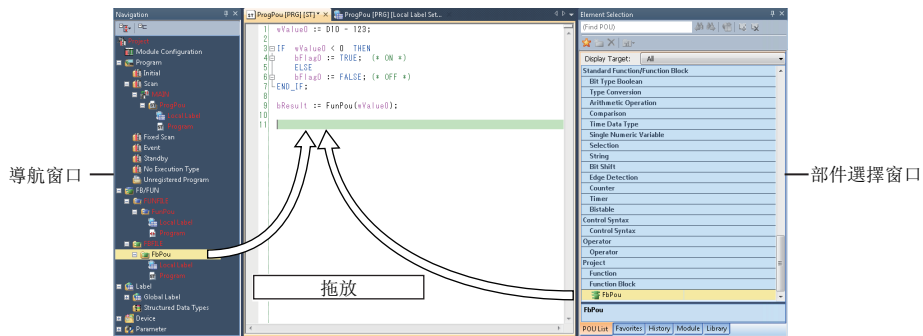 Navigation
Project
Module Configuration
Program
Initial
Scan
MAIN
ProgPou
Local Label
Program
Fixed Scan
Event
Standby
No Execution Type
Unregistered Program
FB/FUN
FUNFILE
FunPou
Local Label
Program
FbPou
Local Label
Program
Label
Global Label
Structured Data Types
Device
Parameter
導航窗口
ProgPou [PRG] [ST] *
ProgPou [PRG] [Local Label Set...
1 wValue0 := D10 - 123;
2
3 IF wValue0 < 0 THEN
4 bFlag0 := TRUE; (* ON *)
5 ELSE
6 bFlag0 := FALSE; (* OFF *)
7 END_IF;
8
9 bResult := FunPou(wValue0);
10
11
拖放
Element Selection
(Find POU)
Display Target: All
Standard Function/Function Block
Bit Type Boolean
Type Conversion
Arithmetic Operation
Comparison
Time Data Type
Single Numeric Variable
Selection
String
Bit Shift
Edge Detection
Counter
Timer
Bistable
Control Syntax
Control Syntax
Operator
Operator
Project
Function
Function Block
FbPou
FbPou
POU List Favorites History Module Library
部件選擇窗口